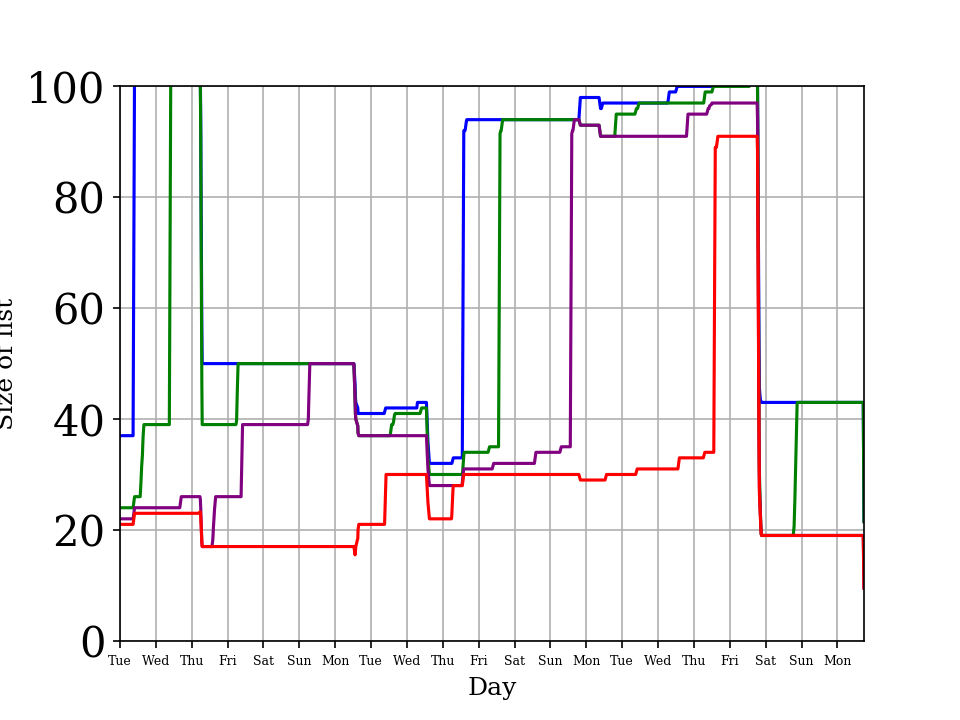 100
80
60
40
20
0
Size of list
Tue Wed Thu Fri Sat Sun Mon Tue Wed Thu Fri Sat Sun Mon Tue Wed Thu Fri Sat Sun Mon
Day